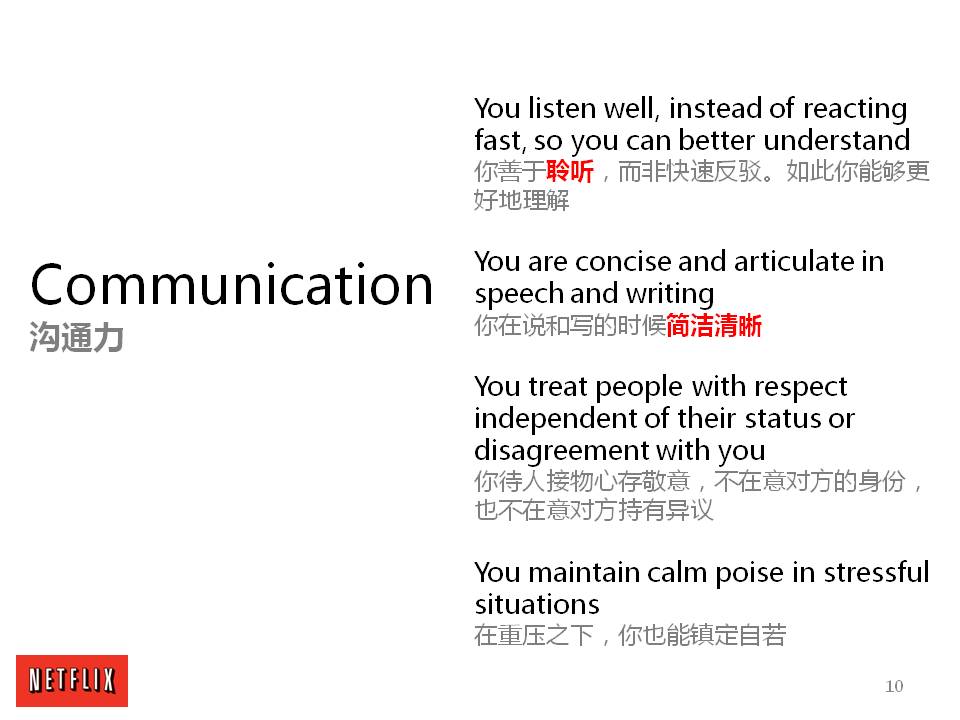 Communication
沟通力
You listen well, instead of reacting
fast, so you can better understand
你善于聆听，而非快速反驳。如此你能够更
好地理解
You are concise and articulate in
speech and writing
你在说和写的时候简洁清晰
You treat people with respect
independent of their status or
disagreement with you
你待人接物心存敬意，不在意对方的身份，
也不在意对方持有异议
You maintain calm poise in stressful
situations
在重压之下，你也能镇定自若
NETFLIX
10